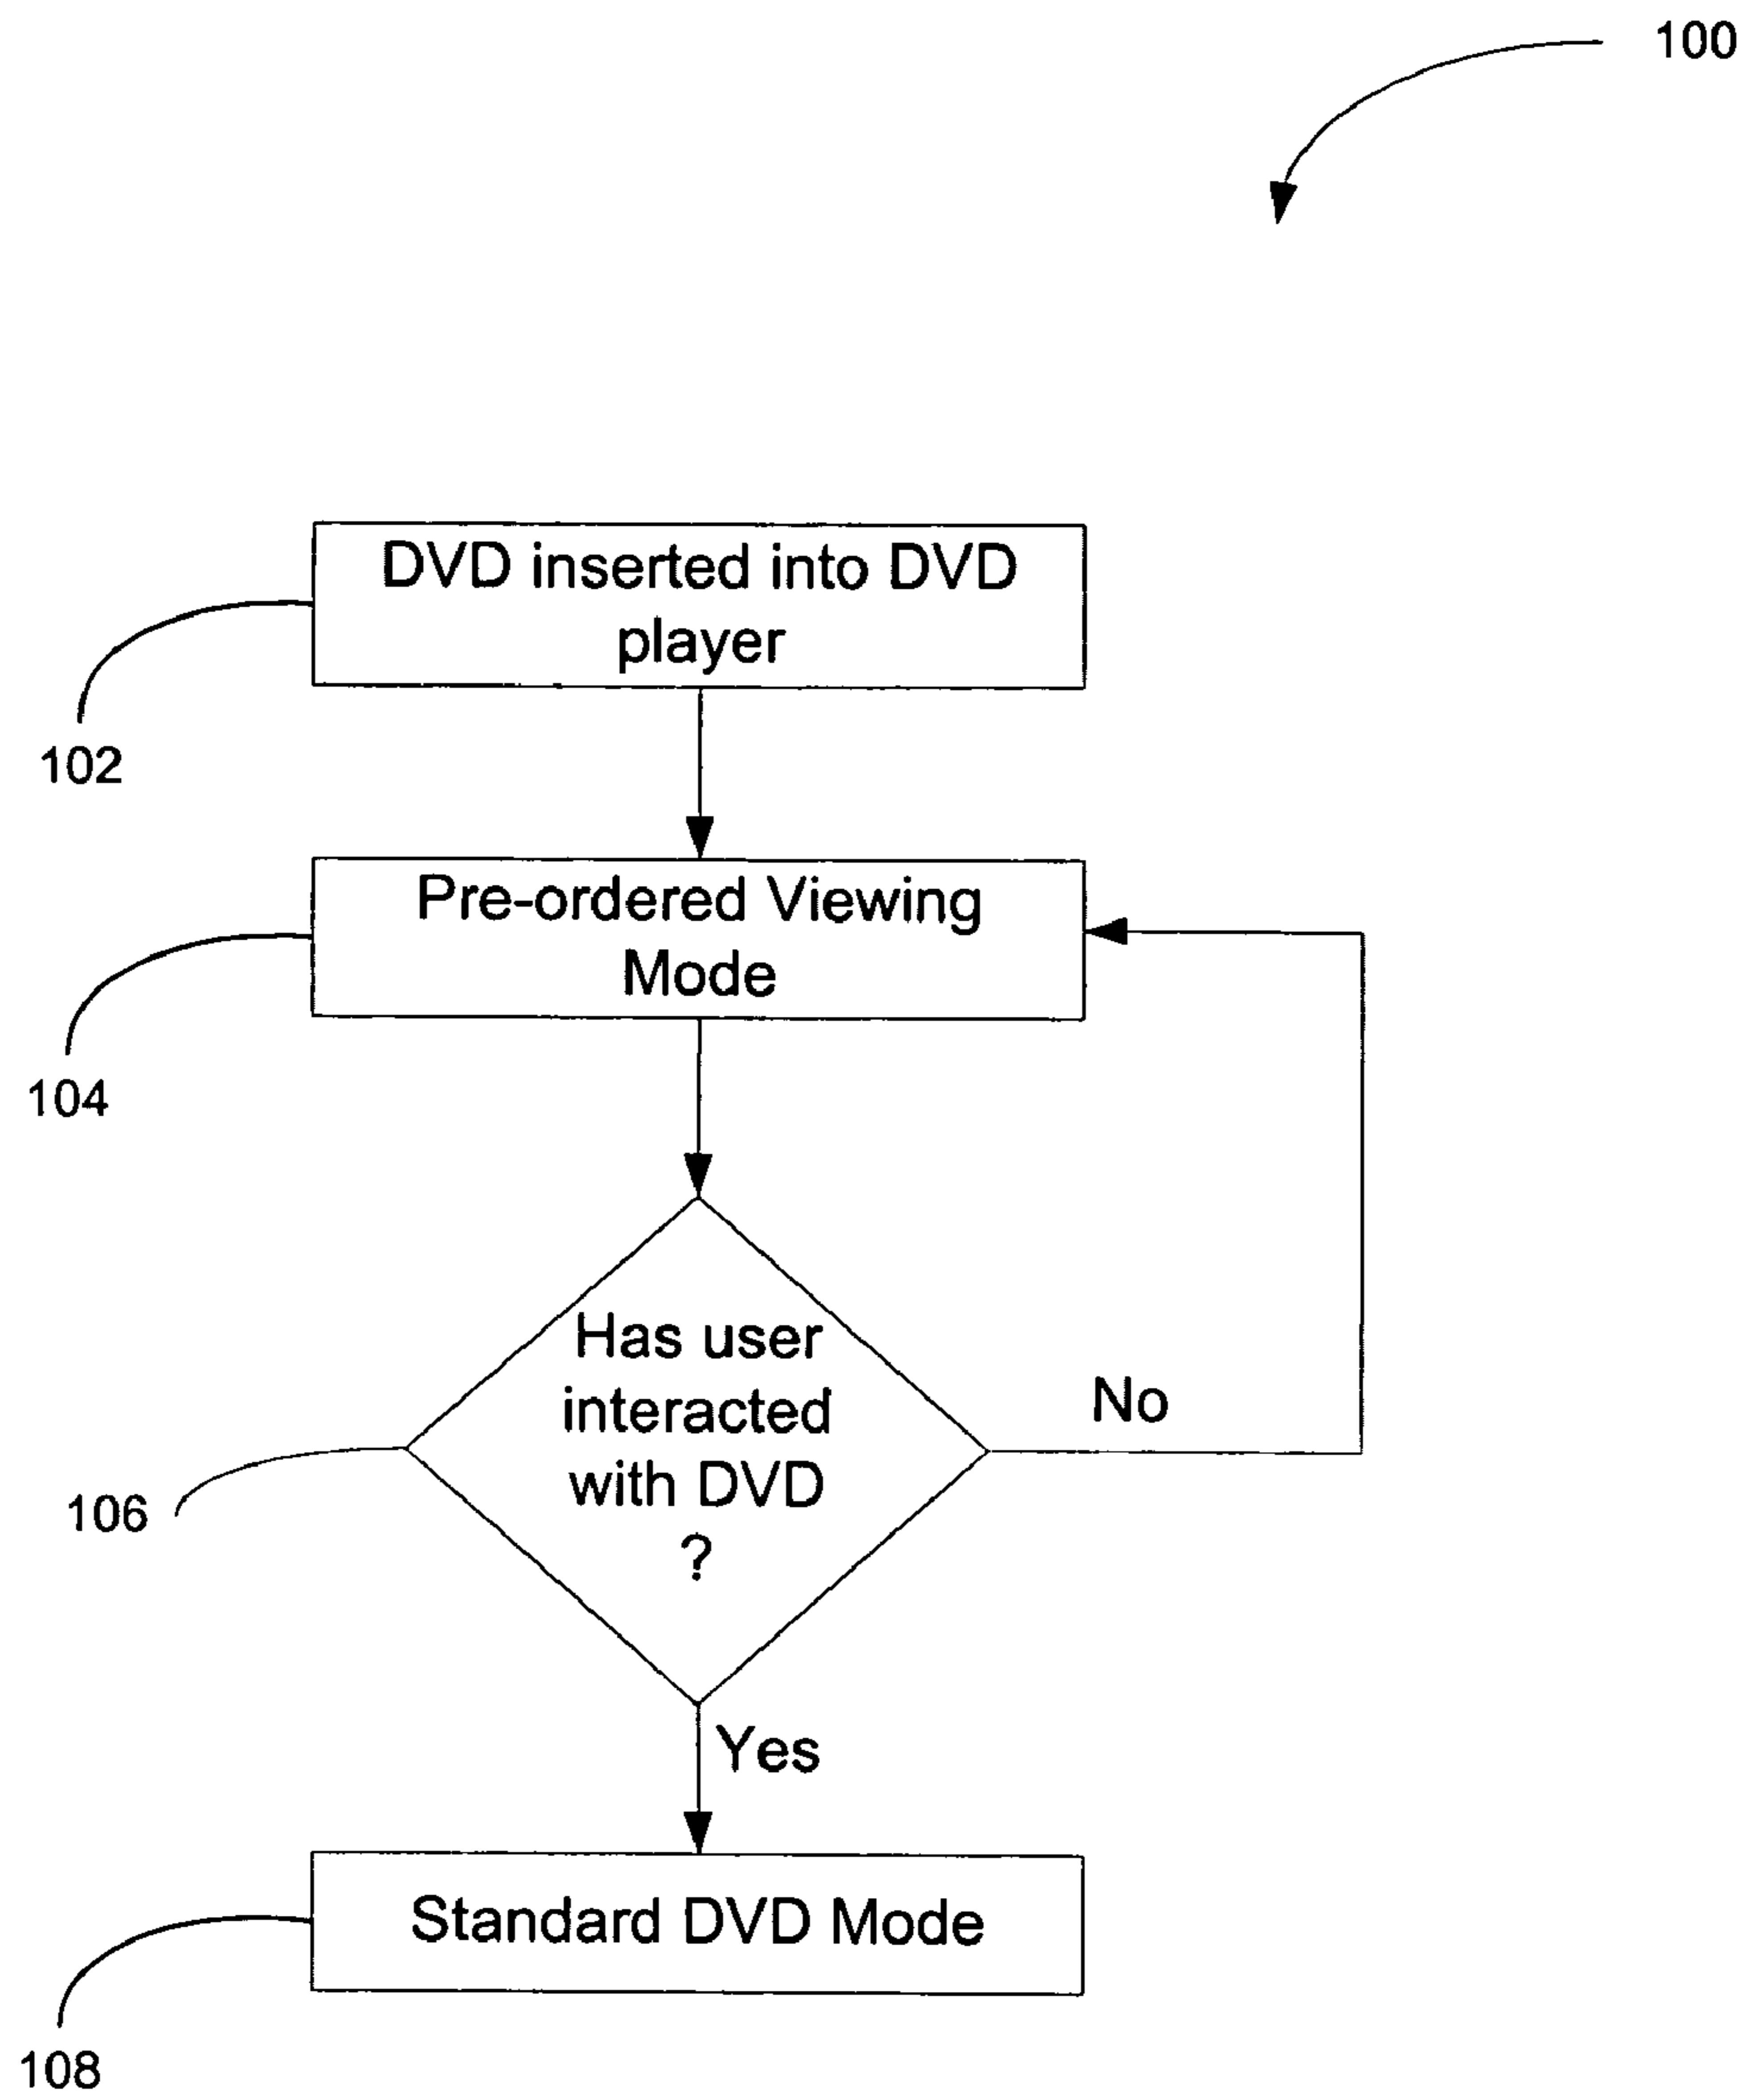 100
DVD inserted into DVD
player
102
Pre-ordered Viewing
Mode
104
Has user
interacted
with DVD
?
No
106
Yes
Standard DVD Mode
108